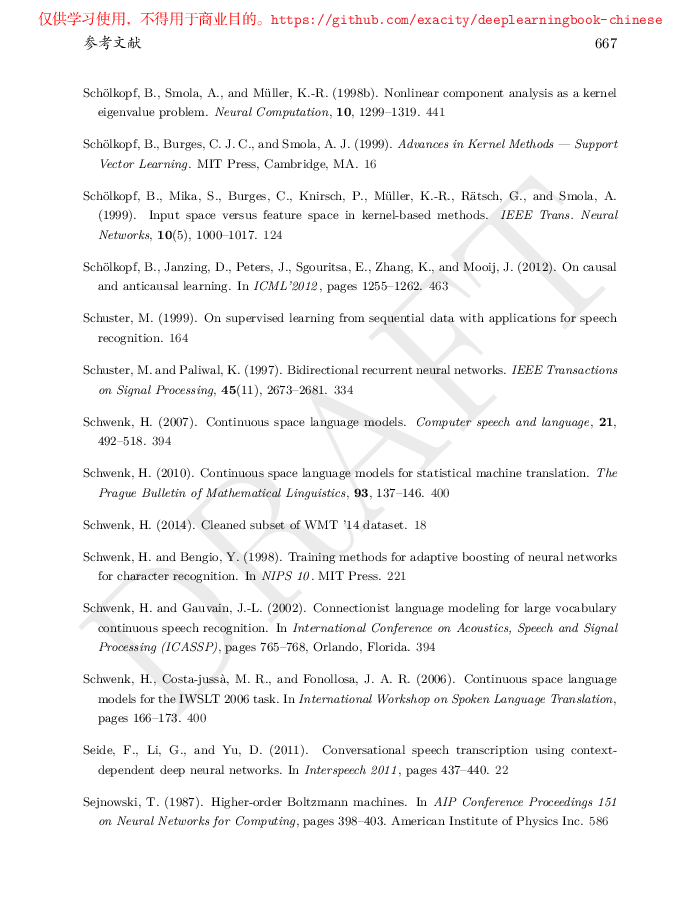 仅供学习使用，不得用于商业目的。https://github.com/exacity/deeplearningbook-chinese
参考文献 667
Schölkopf, B., Smola, A., and Müller, K.-R. (1998b). Nonlinear component analysis as a kernel
eigenvalue problem. Neural Computation, 10, 1299–1319. 441
Schölkopf, B., Burges, C. J. C., and Smola, A. J. (1999). Advances in Kernel Methods — Support
Vector Learning. MIT Press, Cambridge, MA. 16
Schölkopf, B., Mika, S., Burges, C., Knirsch, P., Müller, K.-R., Rätsch, G., and Smola, A.
(1999). Input space versus feature space in kernel-based methods. IEEE Trans. Neural
Networks, 10(5), 1000–1017. 124
Schölkopf, B., Janzing, D., Peters, J., Sgouritsa, E., Zhang, K., and Mooij, J. (2012). On causal
and anticausal learning. In ICML'2012, pages 1255–1262. 463
Schuster, M. (1999). On supervised learning from sequential data with applications for speech
recognition. 164
Schuster, M. and Paliwal, K. (1997). Bidirectional recurrent neural networks. IEEE Transactions
on Signal Processing, 45(11), 2673–2681. 334
Schwenk, H. (2007). Continuous space language models. Computer speech and language, 21,
492–518. 394
Schwenk, H. (2010). Continuous space language models for statistical machine translation. The
Prague Bulletin of Mathematical Linguistics, 93, 137–146. 400
Schwenk, H. (2014). Cleaned subset of WMT '14 dataset. 18
Schwenk, H. and Bengio, Y. (1998). Training methods for adaptive boosting of neural networks
for character recognition. In NIPS 10. MIT Press. 221
Schwenk, H. and Gauvain, J.-L. (2002). Connectionist language modeling for large vocabulary
continuous speech recognition. In International Conference on Acoustics, Speech and Signal
Processing (ICASSP), pages 765–768, Orlando, Florida. 394
Schwenk, H., Costa-jussà, M. R., and Fonollosa, J. A. R. (2006). Continuous space language
models for the IWSLT 2006 task. In International Workshop on Spoken Language Translation,
pages 166–173. 400
Seide, F., Li, G., and Yu, D. (2011). Conversational speech transcription using context-
dependent deep neural networks. In Interspeech 2011, pages 437–440. 22
Sejnowski, T. (1987). Higher-order Boltzmann machines. In AIP Conference Proceedings 151
on Neural Networks for Computing, pages 398–403. American Institute of Physics Inc. 586
DRAFT